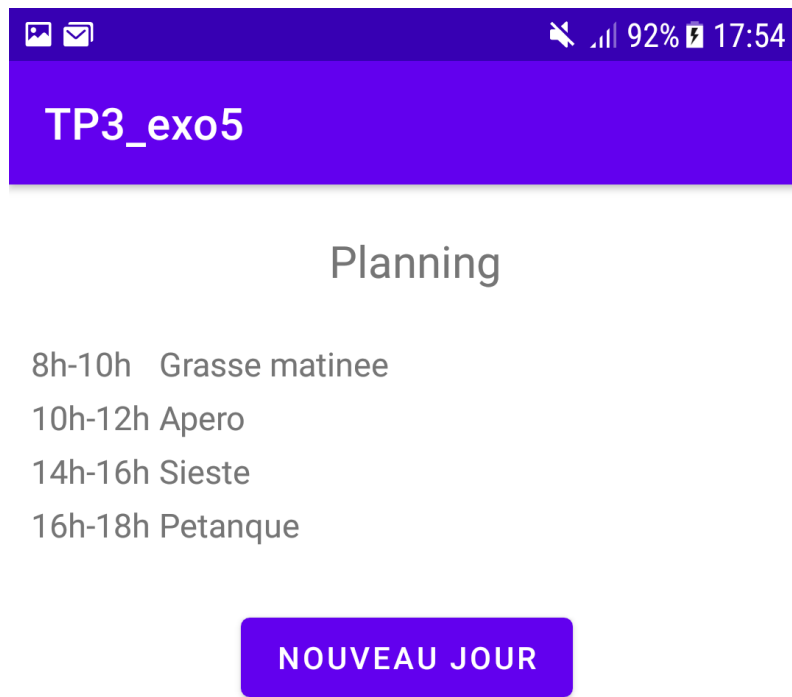 92% 17:54
TP3_exo5
Planning
8h-10h Grasse matinee
10h-12h Apero
14h-16h Sieste
16h-18h Petanque
NOUVEAU JOUR